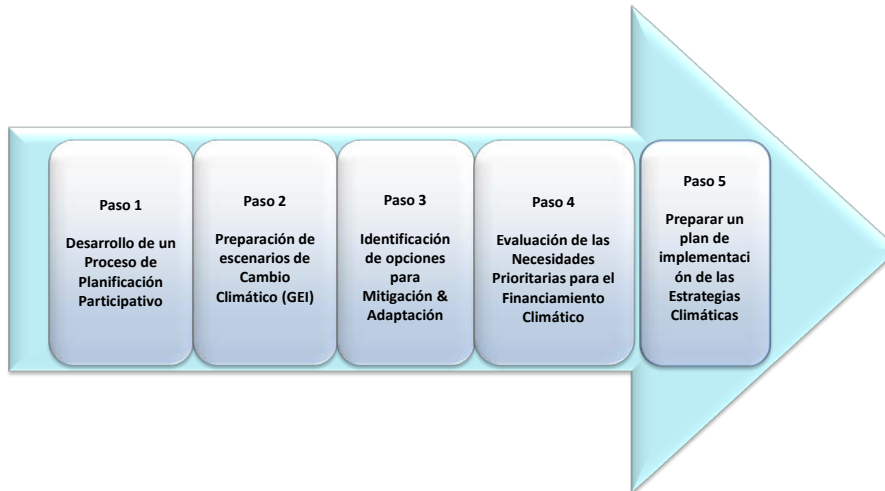 Paso 1
Desarrollo de un
Proceso de
Planificación
Participativo
Paso 2
Preparación de
escenarios de
Cambio
Climático (GEI)
Paso 3
Identificación
de opciones
para
Mitigación &
Adaptación
Paso 4
Evaluación de las
Necesidades
Prioritarias para el
Financiamiento
Climático
Paso 5
Preparar un
plan de
implementaci
ón de las
Estrategias
Climáticas